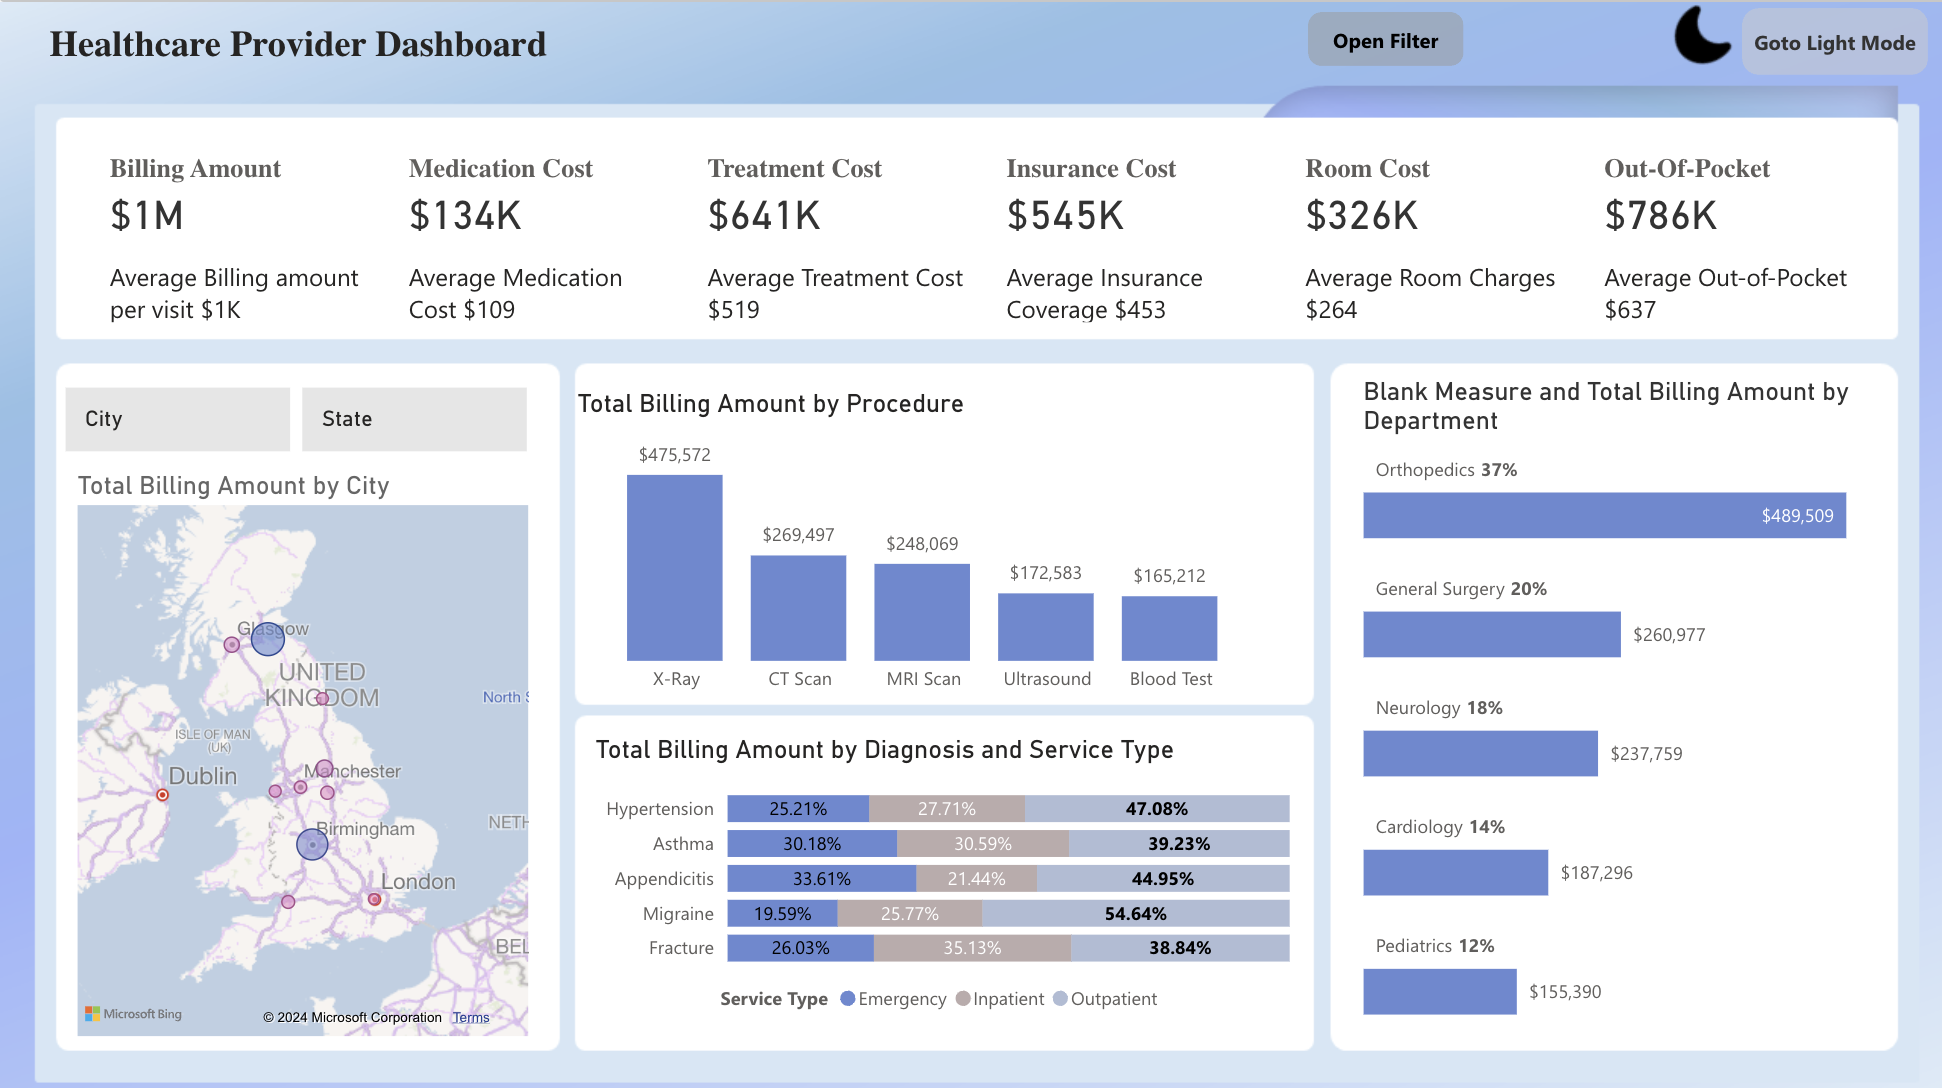 Healthcare Provider Dashboard
Open Filter
Goto Light Mode
Billing Amount
$1M
Average Billing amount
per visit $1K
Medication Cost
$134K
Average Medication
Cost $109
Treatment Cost
$641K
Average Treatment Cost
$519
Insurance Cost
$545K
Average Insurance
Coverage $453
Room Cost
$326K
Average Room Charges
$264
Out-Of-Pocket
$786K
Average Out-of-Pocket
$637
City
State
Total Billing Amount by City
Glasgow
UNITED
KINGDOM
North S
ISLE OF MAN
(UK)
Dublin
Manchester
Birmingham
NETH
London
BEL
Microsoft Bing
© 2024 Microsoft Corporation Terms
Total Billing Amount by Procedure
$475,572
$269,497
$248,069
$172,583
$165,212
X-Ray
CT Scan
MRI Scan
Ultrasound
Blood Test
Total Billing Amount by Diagnosis and Service Type
Hypertension 25.21% 27.71% 47.08%
Asthma 30.18% 30.59% 39.23%
Appendicitis 33.61% 21.44% 44.95%
Migraine 19.59% 25.77% 54.64%
Fracture 26.03% 35.13% 38.84%
Service Type Emergency Inpatient Outpatient
Blank Measure and Total Billing Amount by
Department
Orthopedics 37%
$489,509
General Surgery 20%
$260,977
Neurology 18%
$237,759
Cardiology 14%
$187,296
Pediatrics 12%
$155,390